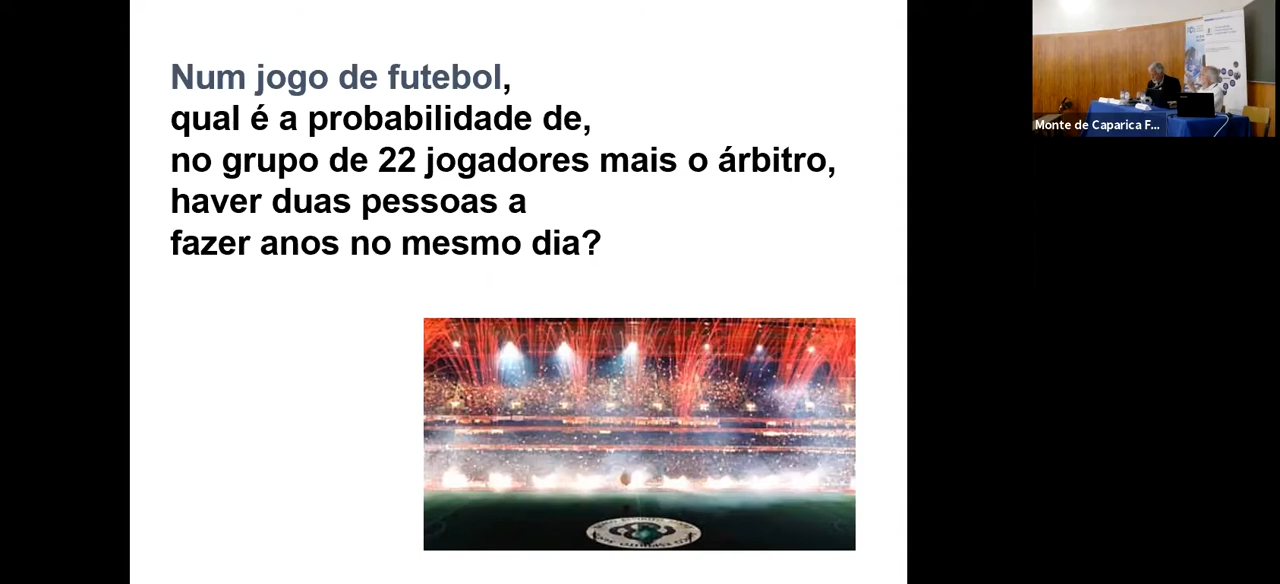 Num jogo de futebol,
qual é a probabilidade de,
no grupo de 22 jogadores mais o árbitro,
haver duas pessoas a
fazer anos no mesmo dia?
Monte de Caparica F...